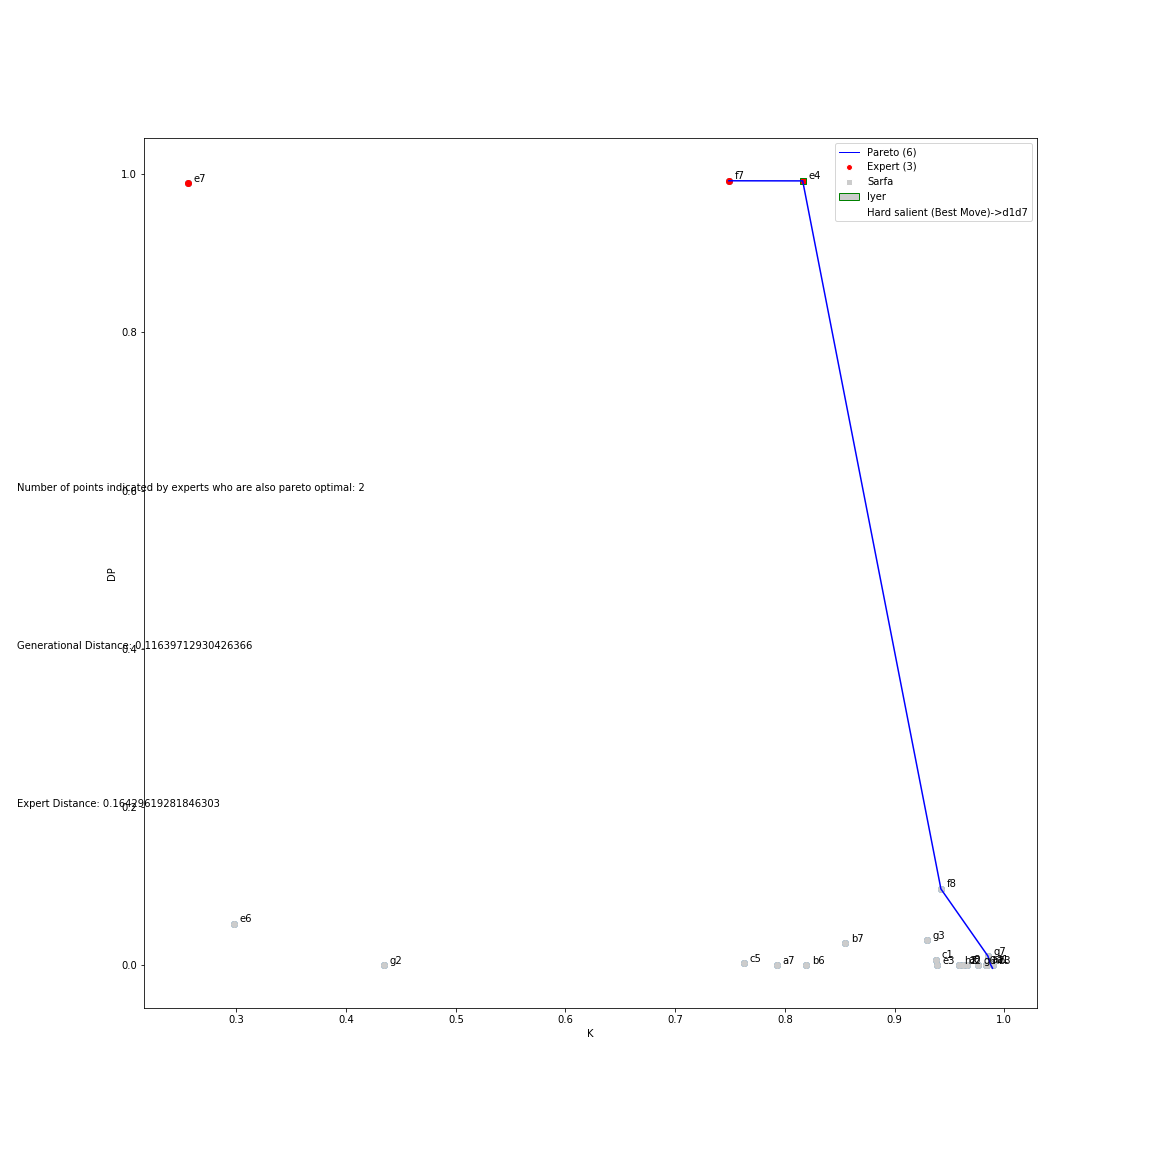 Pareto (6)
Expert (3)
Sarfa
Iyer
Hard salient (Best Move)->d1d7
1.0
e7
f7
e4
0.8
Number of points indicated by experts who are also pareto optimal: 2
0.6
DP
Generational Distance: 0.11639712930426366
0.4
Expert Distance: 0.16429619281846303
0.2
f8
e6
g3
b7
c1
g7
0.0
g2
c5
a7
b6
e3
0.3
0.4
0.5
0.6
0.7
0.8
0.9
1.0
K